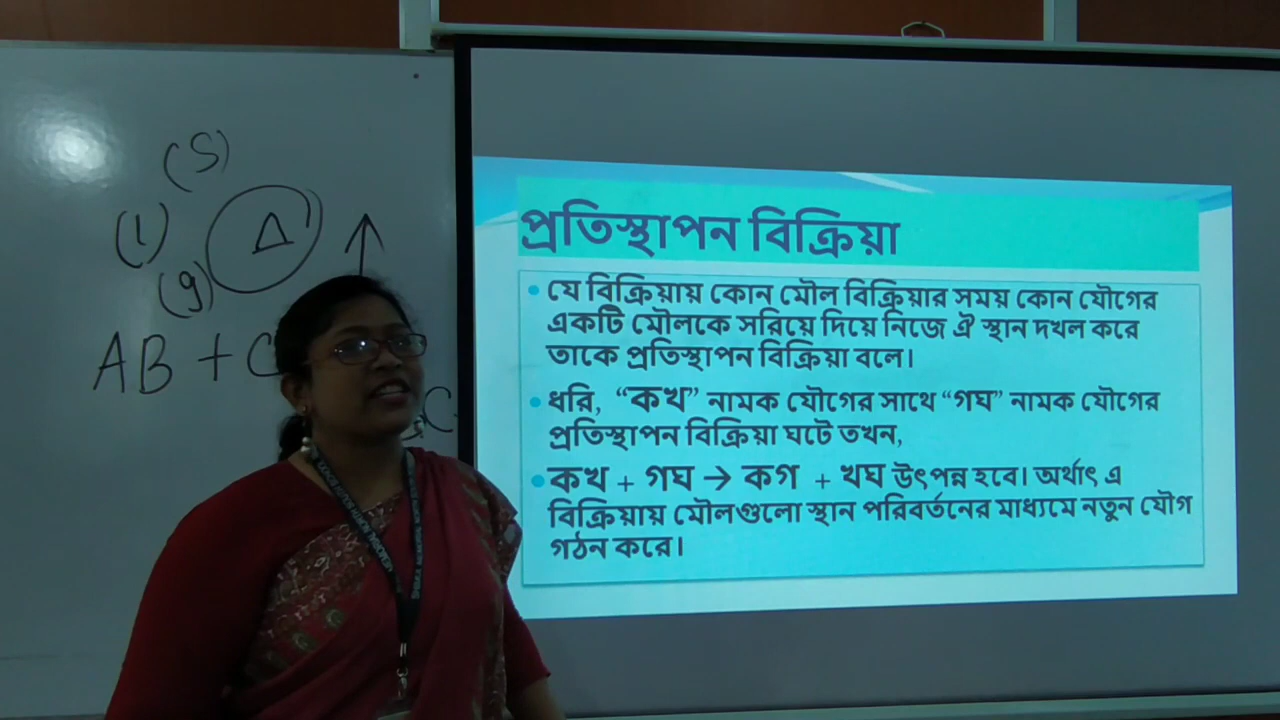 (s)
(l)
Δ
↑
(g)
AB + C
C
প্রতিস্থাপন বিক্রিয়া
• যে বিক্রিয়ায় কোন মৌল বিক্রিয়ার সময় কোন যৌগের
একটি মৌলকে সরিয়ে দিয়ে নিজে ঐ স্থান দখল করে
তাকে প্রতিস্থাপন বিক্রিয়া বলে।
• ধরি, “কখ” নামক যৌগের সাথে “গঘ” নামক যৌগের
প্রতিস্থাপন বিক্রিয়া ঘটে তখন,
• কখ + গঘ → কগ + খঘ উৎপন্ন হবে। অর্থাৎ এ
বিক্রিয়ায় মৌলগুলো স্থান পরিবর্তনের মাধ্যমে নতুন যৌগ
গঠন করে।